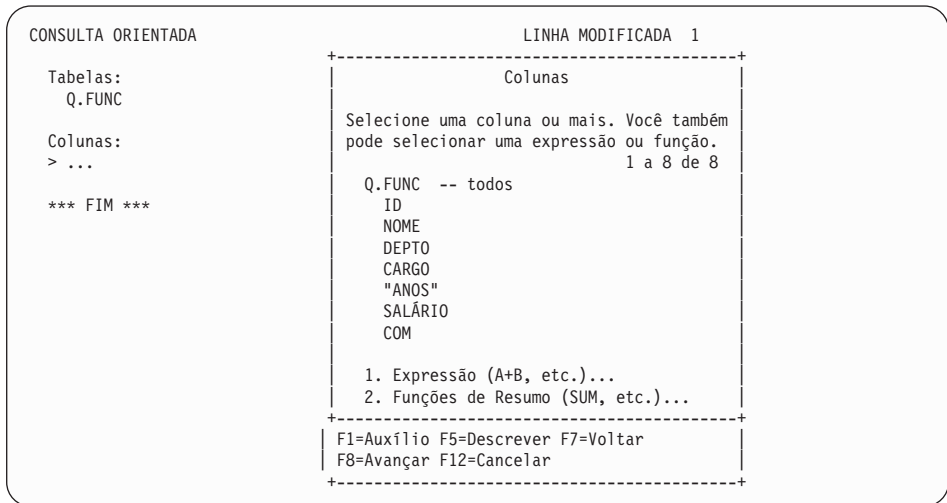 CONSULTA ORIENTADA LINHA MODIFICADA 1
Tabelas:
Q.FUNC
Colunas:
> ...
*** FIM ***
Colunas
Selecione uma coluna ou mais. Você também
pode selecionar uma expressão ou função.
1 a 8 de 8
Q.FUNC -- todos
ID
NOME
DEPTO
CARGO
"ANOS"
SALÁRIO
COM
1. Expressão (A+B, etc.)...
2. Funções de Resumo (SUM, etc.)...
F1=Auxílio F5=Descrever F7=Voltar
F8=Avançar F12=Cancelar